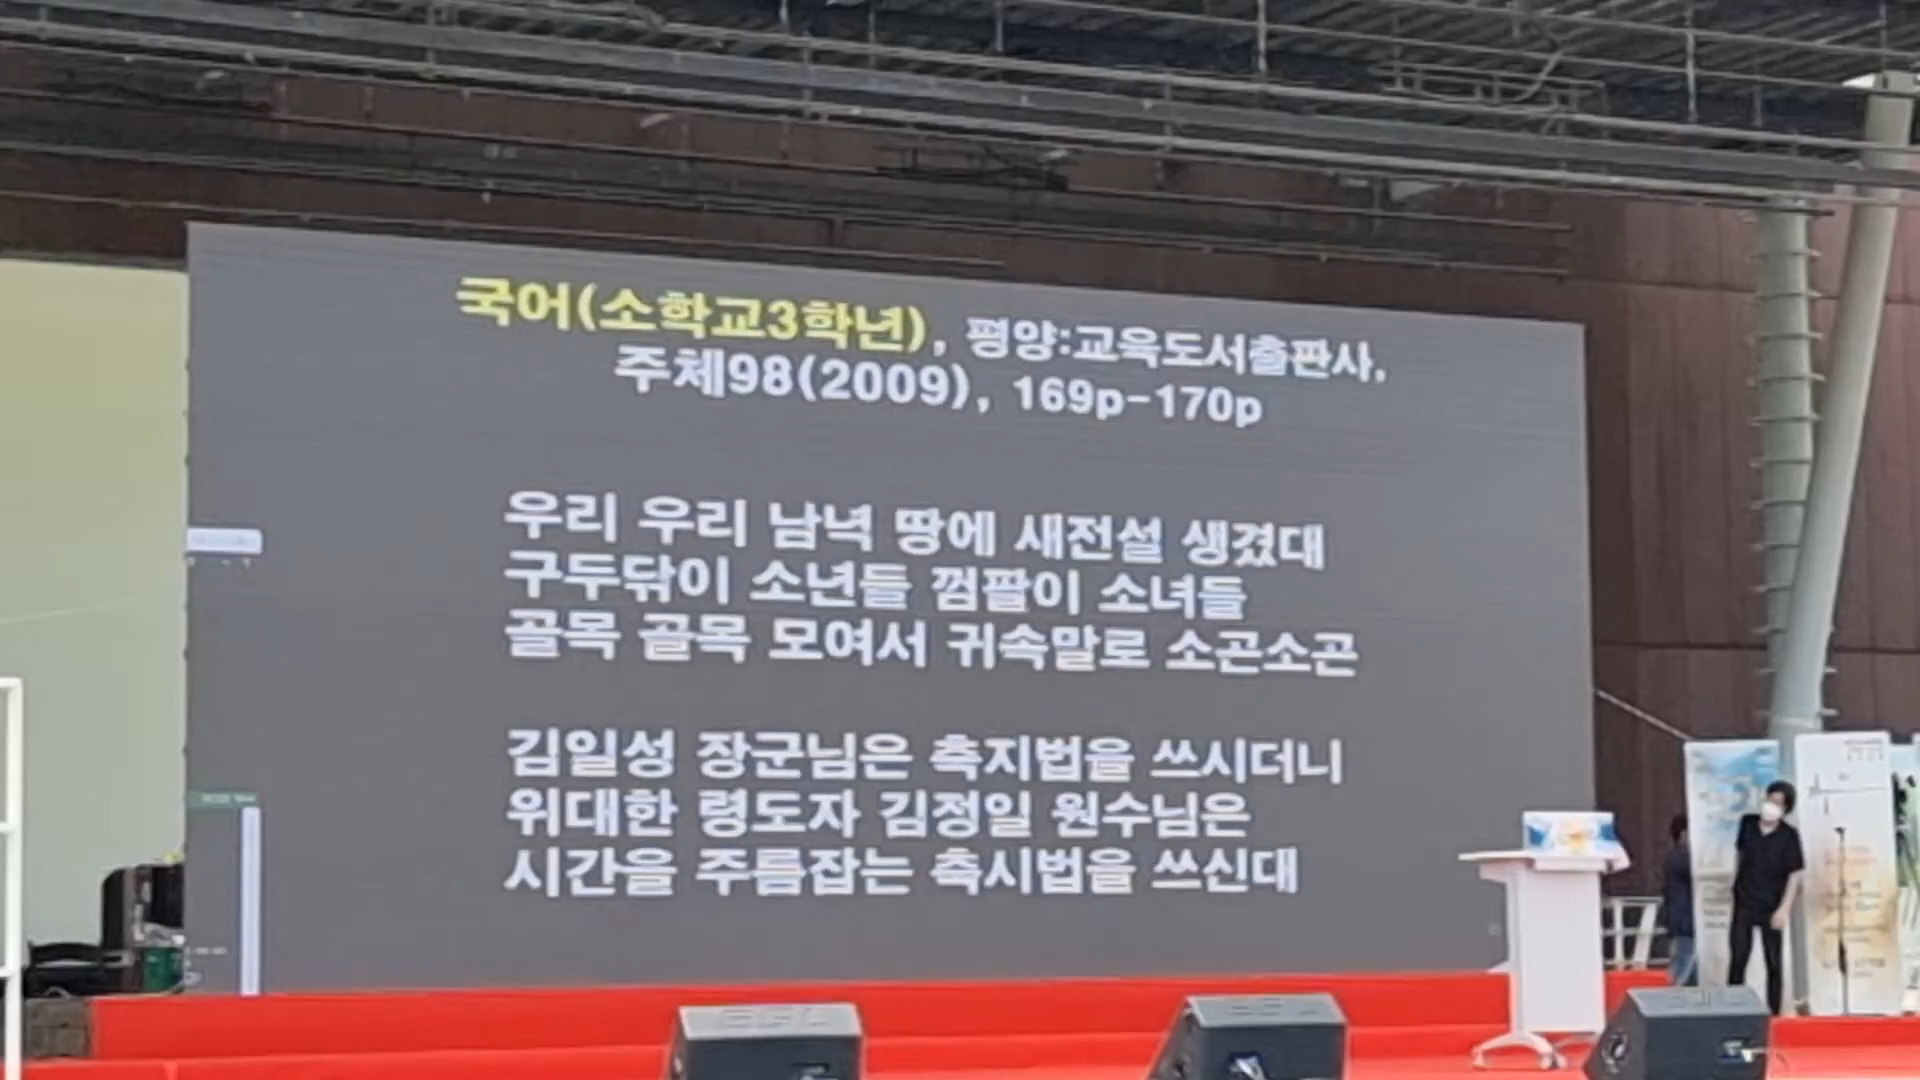 국어(소학교3학년), 평양:교육도서출판사,
주체98(2009), 169p-170p
우리 우리 남녁 땅에 새전설 생겼대
구두닦이 소년들 껌팔이 소녀들
골목 골목 모여서 귀속말로 소곤소곤
김일성 장군님은 축지법을 쓰시더니
위대한 령도자 김정일 원수님은
시간을 주름잡는 축시법을 쓰신대